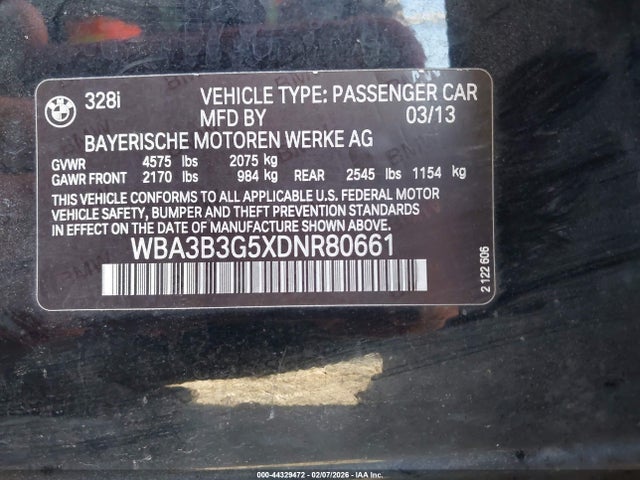 BMW
328i VEHICLE TYPE: PASSENGER CAR
MFD BY 03/13
BAYERISCHE MOTOREN WERKE AG
GVWR 4575 lbs 2075 kg
GAWR FRONT 2170 lbs 984 kg REAR 2545 lbs 1154 kg
THIS VEHICLE CONFORMS TO ALL APPLICABLE U.S. FEDERAL MOTOR
VEHICLE SAFETY, BUMPER AND THEFT PREVENTION STANDARDS IN
EFFECT ON THE DATE OF MANUFACTURE SHOWN ABOVE.
WBA3B3G5XDNR80661
2 122 606
000-44329472 - 02/07/2026 - IAA Inc.